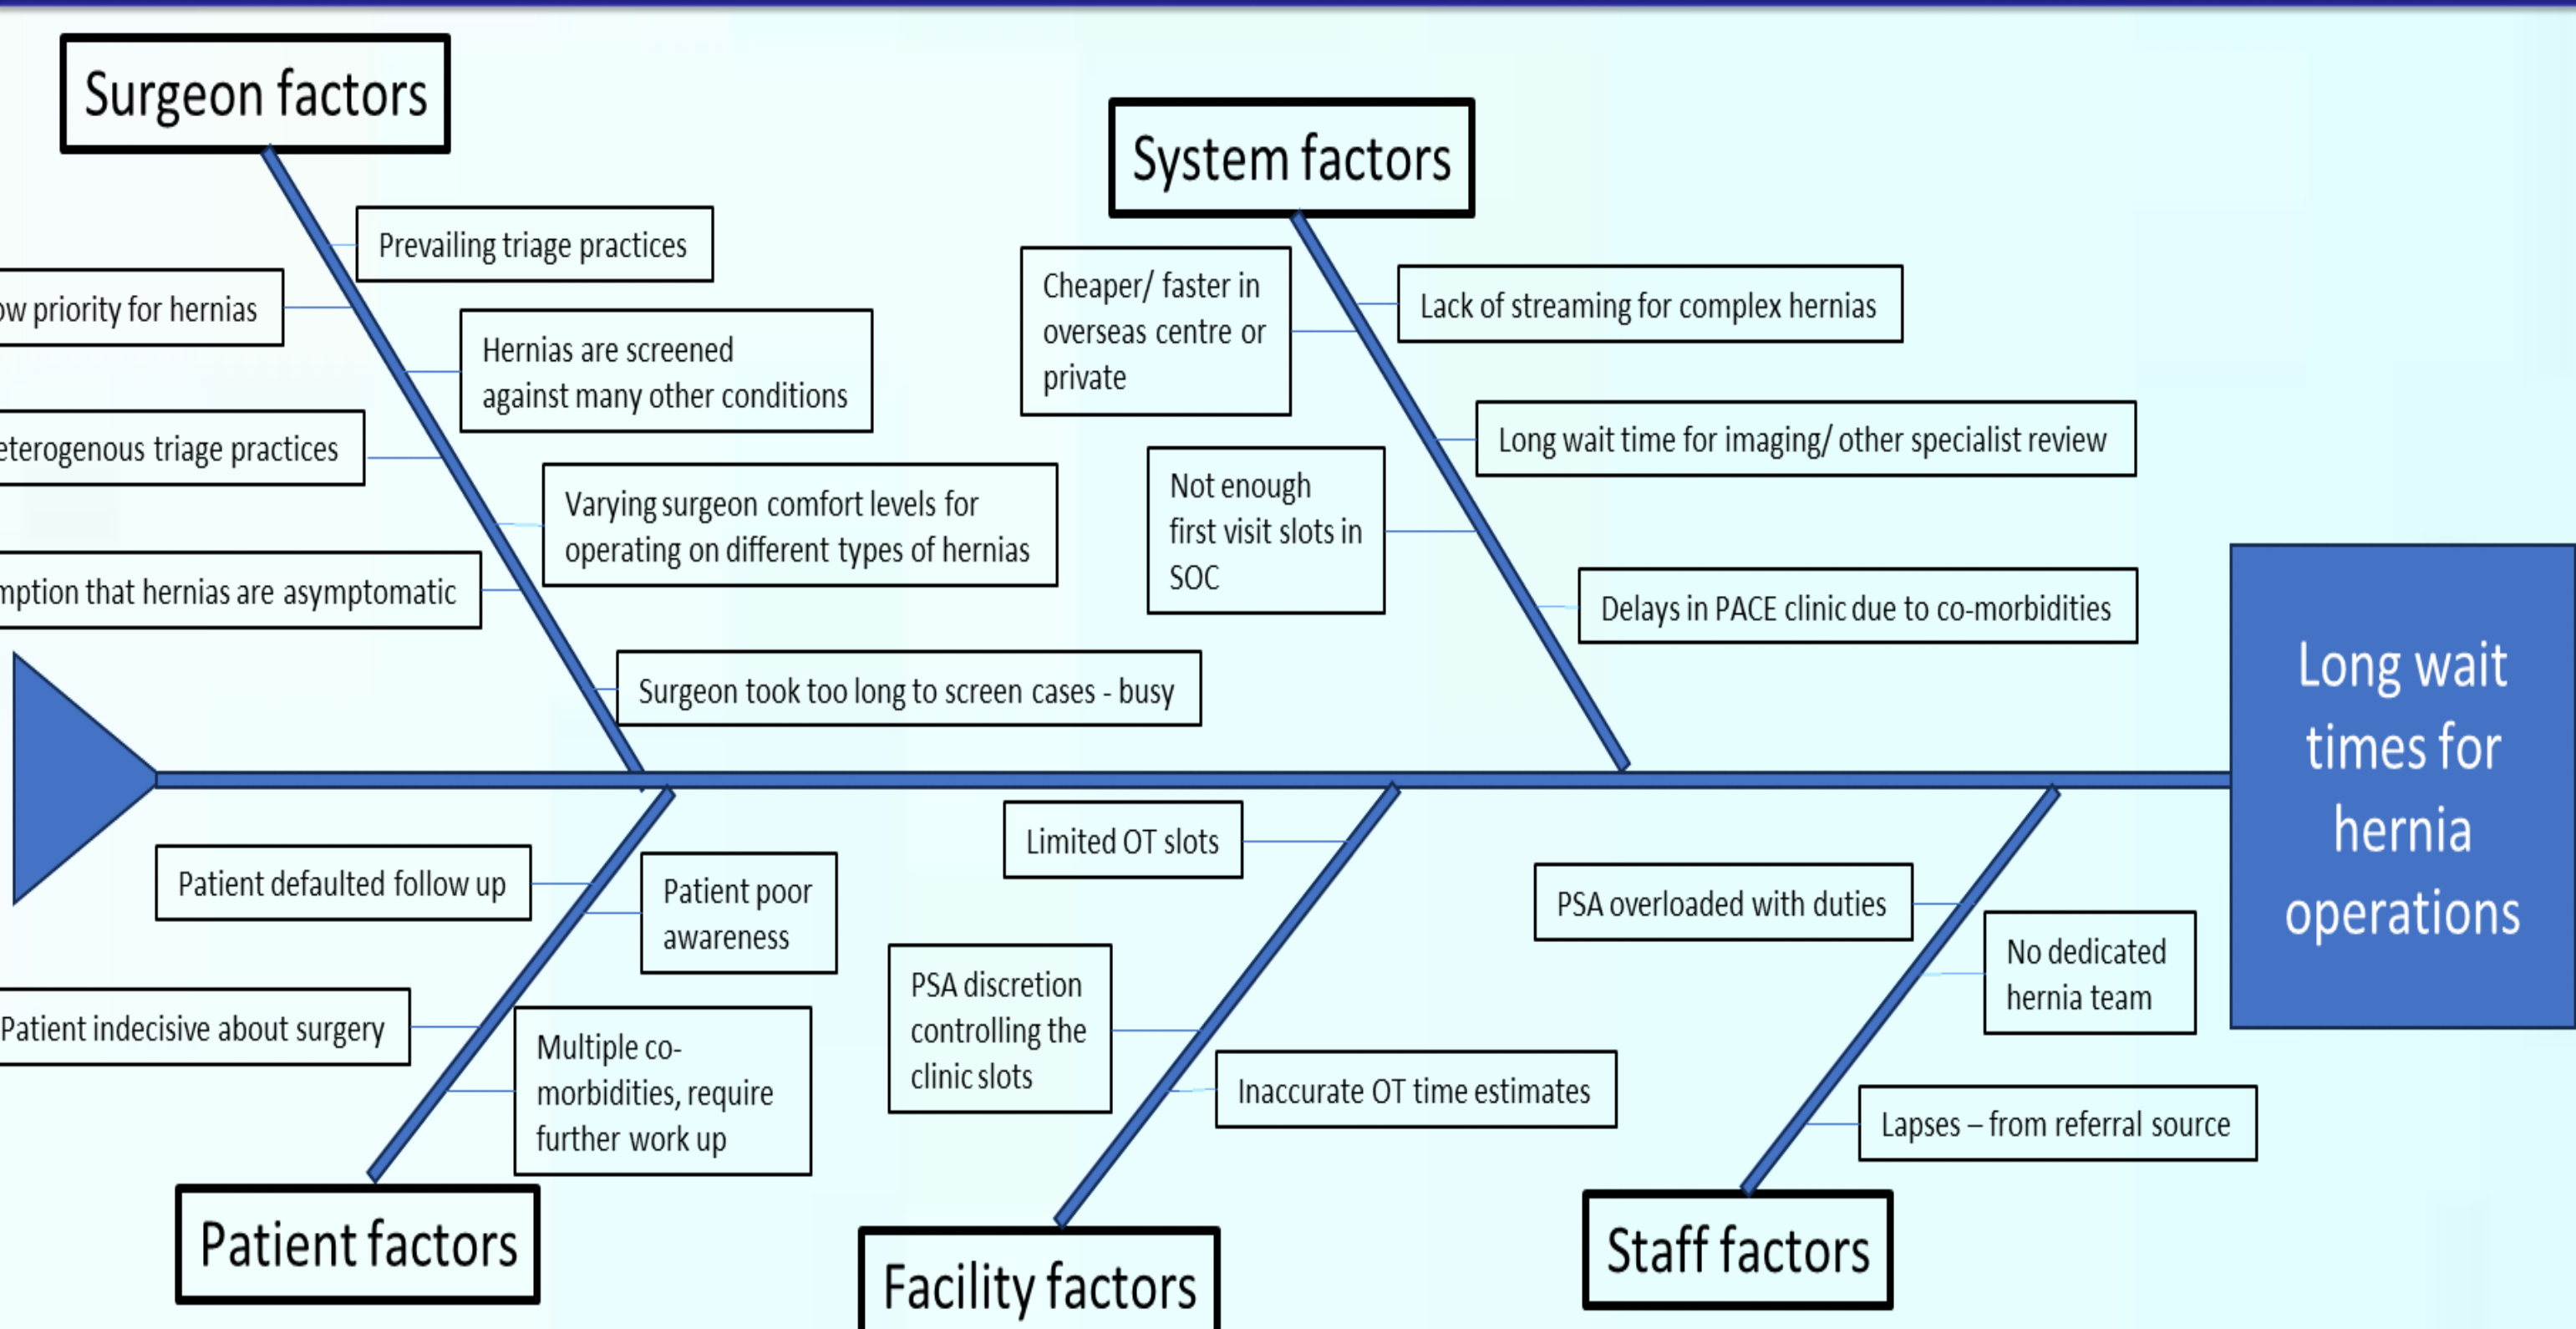 Surgeon factors
System factors
Prevailing triage practices
priority for hernias
Hernias are screened
against many other conditions
triage practices
Varying surgeon comfort levels for
operating on different types of hernias
that hernias are asymptomatic
Surgeon took too long to screen cases - busy
Cheaper/ faster in
overseas centre or
private
Lack of streaming for complex hernias
Long wait time for imaging/ other specialist review
Not enough
first visit slots in
SOC
Delays in PACE clinic due to co-morbidities
Long wait
times for
hernia
operations
Patient defaulted follow up
Patient poor
awareness
Patient indecisive about surgery
Multiple co-
morbidities, require
further work up
Patient factors
Limited OT slots
PSA discretion
controlling the
clinic slots
Inaccurate OT time estimates
Facility factors
PSA overloaded with duties
No dedicated
hernia team
Lapses – from referral source
Staff factors